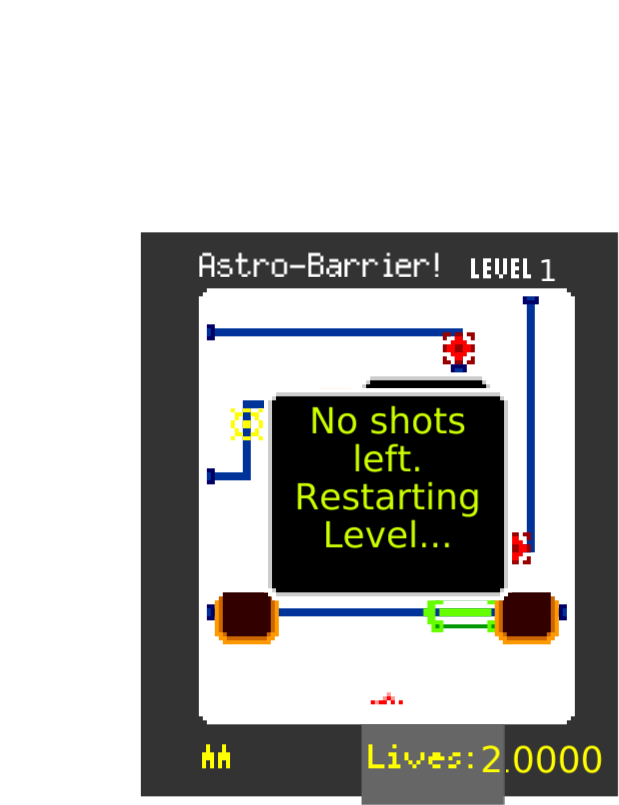 Astro-Barrier! LEVEL 1
No shots
left.
Restarting
Level...
Lives:2.0000